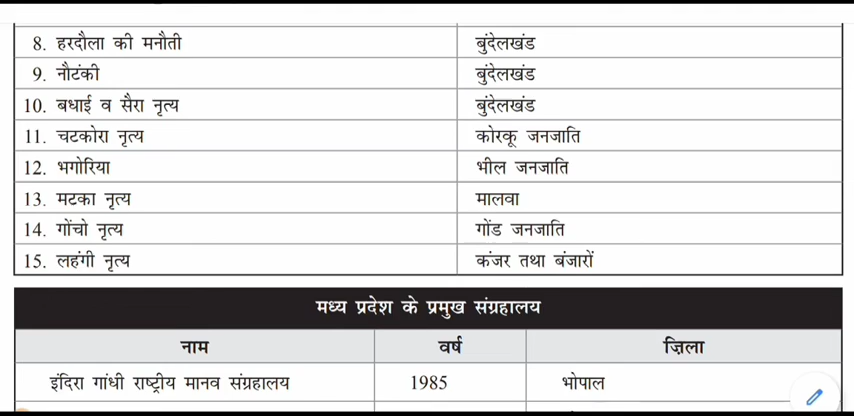 8. हरदौला की मनौती बुंदेलखंड
9. नौटंकी बुंदेलखंड
10. बधाई व सैरा नृत्य बुंदेलखंड
11. चटकोरा नृत्य कोरकू जनजाति
12. भगोरिया भील जनजाति
13. मटका नृत्य मालवा
14. गोंचो नृत्य गोंड जनजाति
15. लहंगी नृत्य कंजर तथा बंजारों
मध्य प्रदेश के प्रमुख संग्रहालय
नाम वर्ष ज़िला
इंदिरा गांधी राष्ट्रीय मानव संग्रहालय 1985 भोपाल